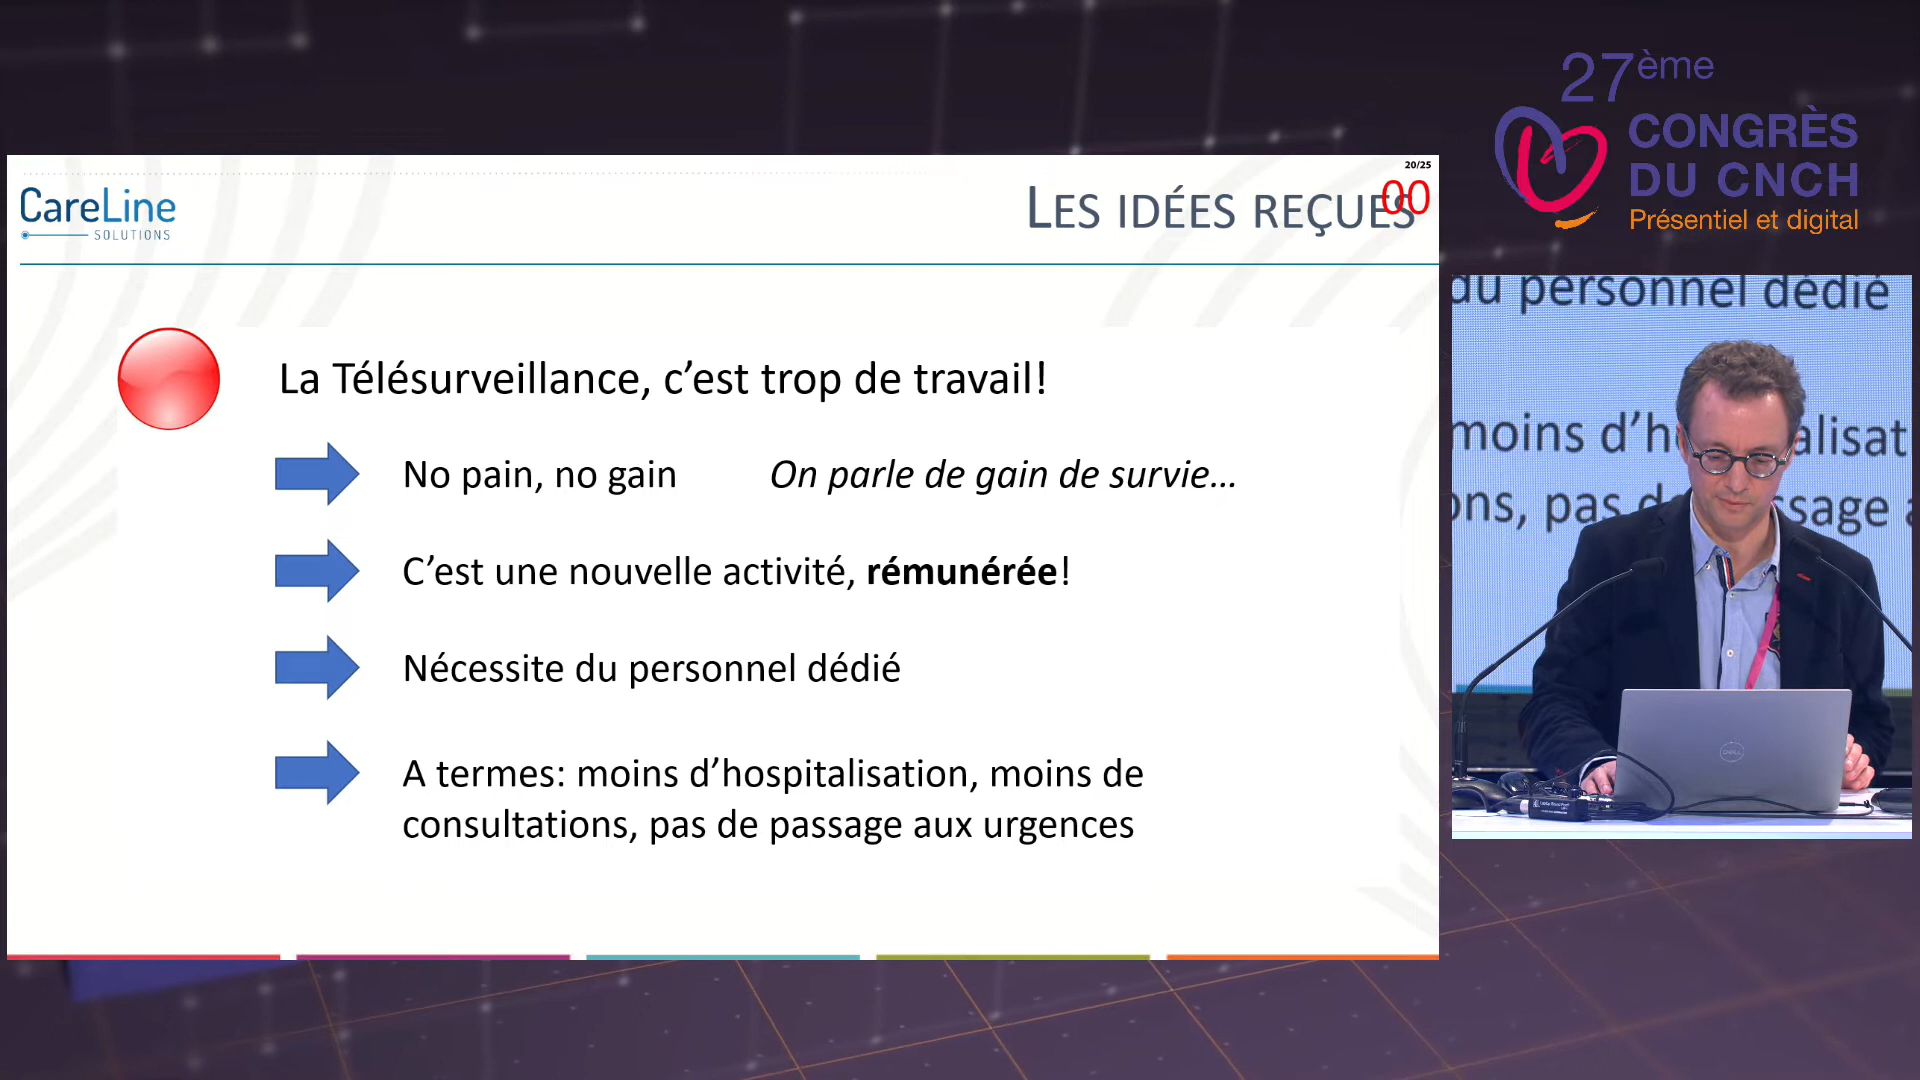 27ème
CONGRÈS
DU CNCH
Présentiel et digital
20/25
CareLine
SOLUTIONS
LES IDÉES REÇUES
00
La Télésurveillance, c’est trop de travail!
No pain, no gain On parle de gain de survie...
C’est une nouvelle activité, rémunérée!
Nécessite du personnel dédié
A termes: moins d’hospitalisation, moins de
consultations, pas de passage aux urgences
du personnel dédié
moins d’h alisat
ons, pas d ssage a
DELL